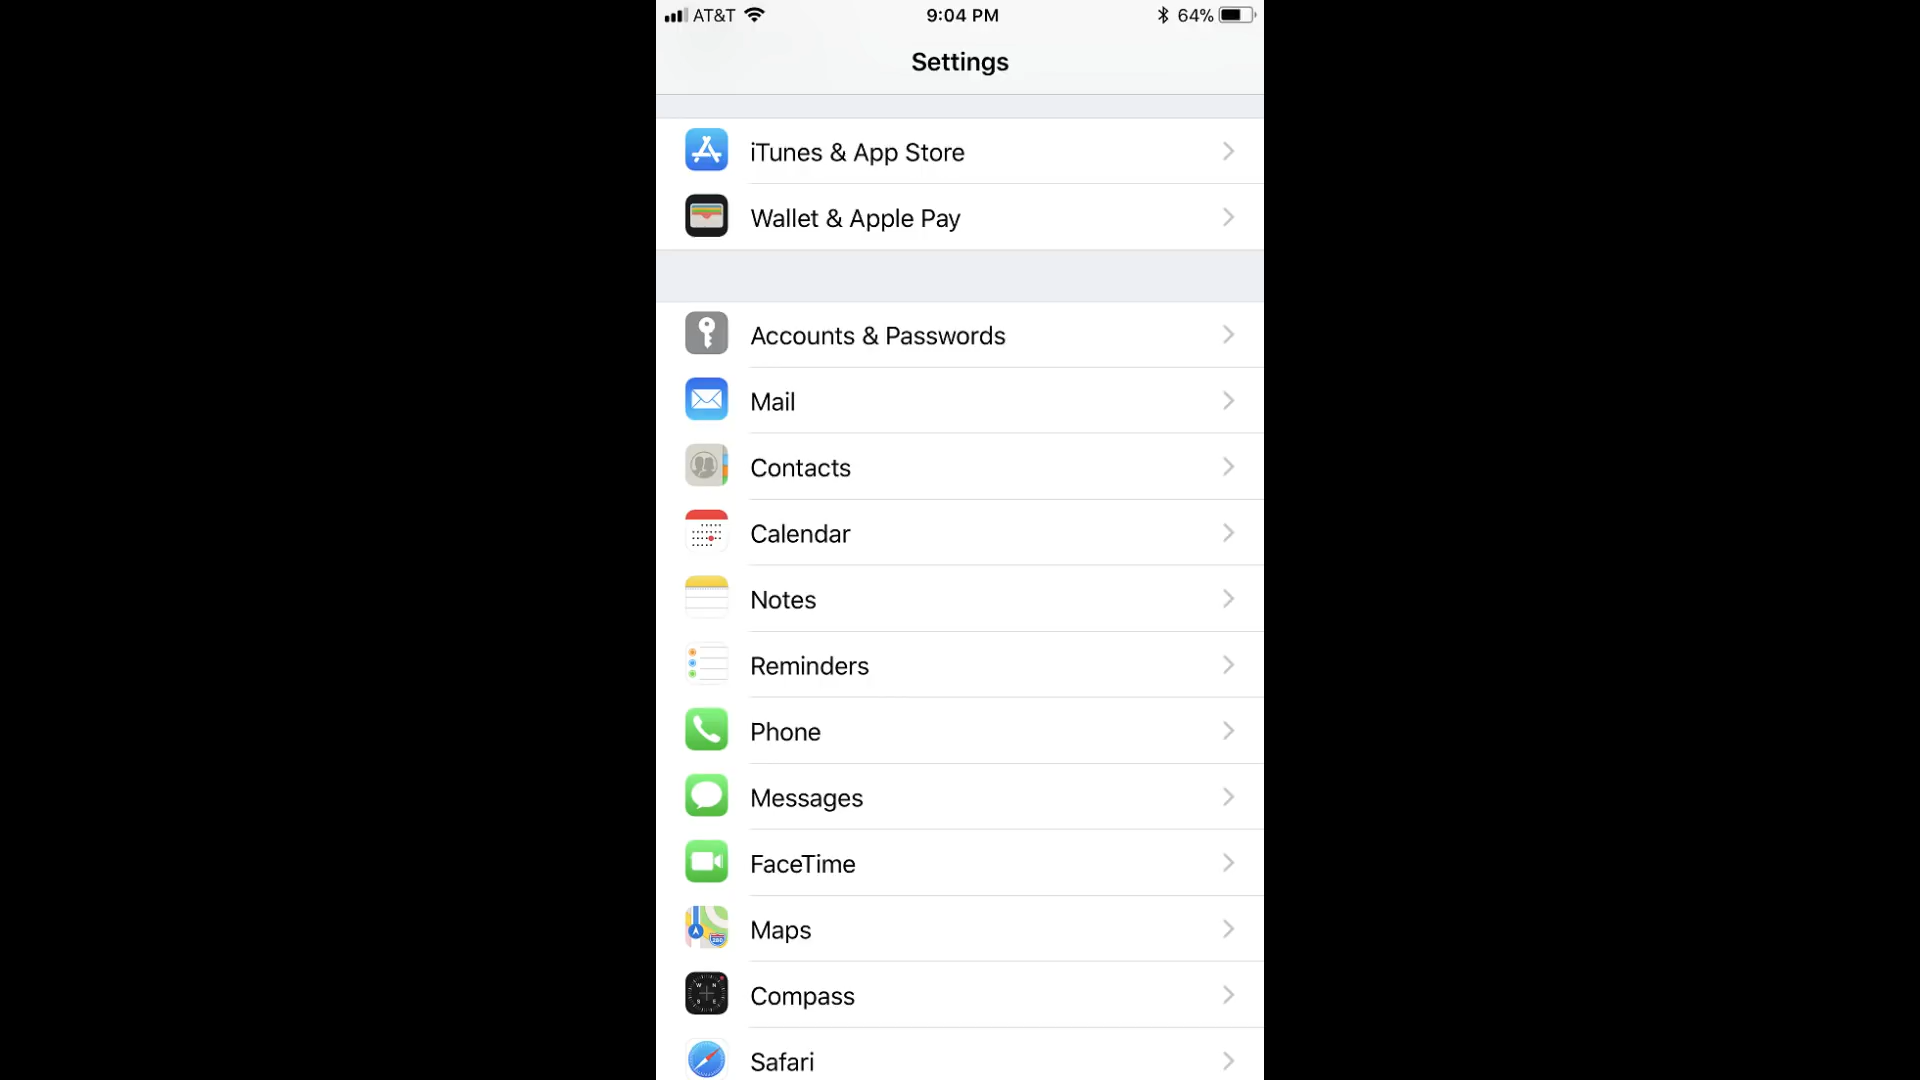 AT&T 9:04 PM 64%
Settings
iTunes & App Store
Wallet & Apple Pay
Accounts & Passwords
Mail
Contacts
Calendar
Notes
Reminders
Phone
Messages
FaceTime
Maps
Compass
Safari